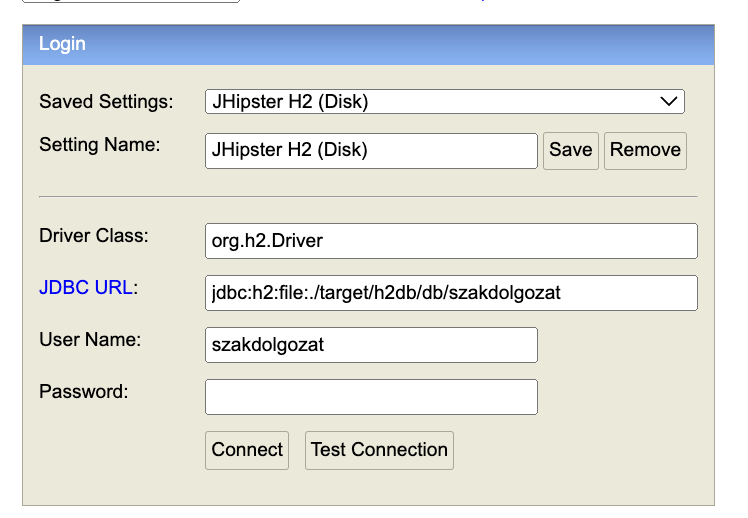 Login
Saved Settings: JHipster H2 (Disk)
Setting Name: JHipster H2 (Disk) Save Remove
Driver Class: org.h2.Driver
JDBC URL: jdbc:h2:file:./target/h2db/db/szakdolgozat
User Name: szakdolgozat
Password:
Connect Test Connection